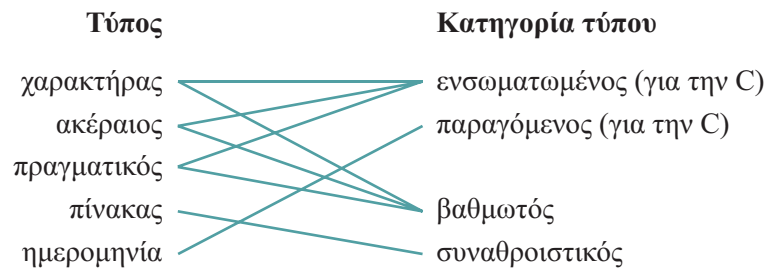 Τύπος Κατηγορία τύπου
χαρακτήρας ενσωματωμένος (για την C)
ακέραιος παραγόμενος (για την C)
πραγματικός
πίνακας βαθμωτός
ημερομηνία συναθροιστικός